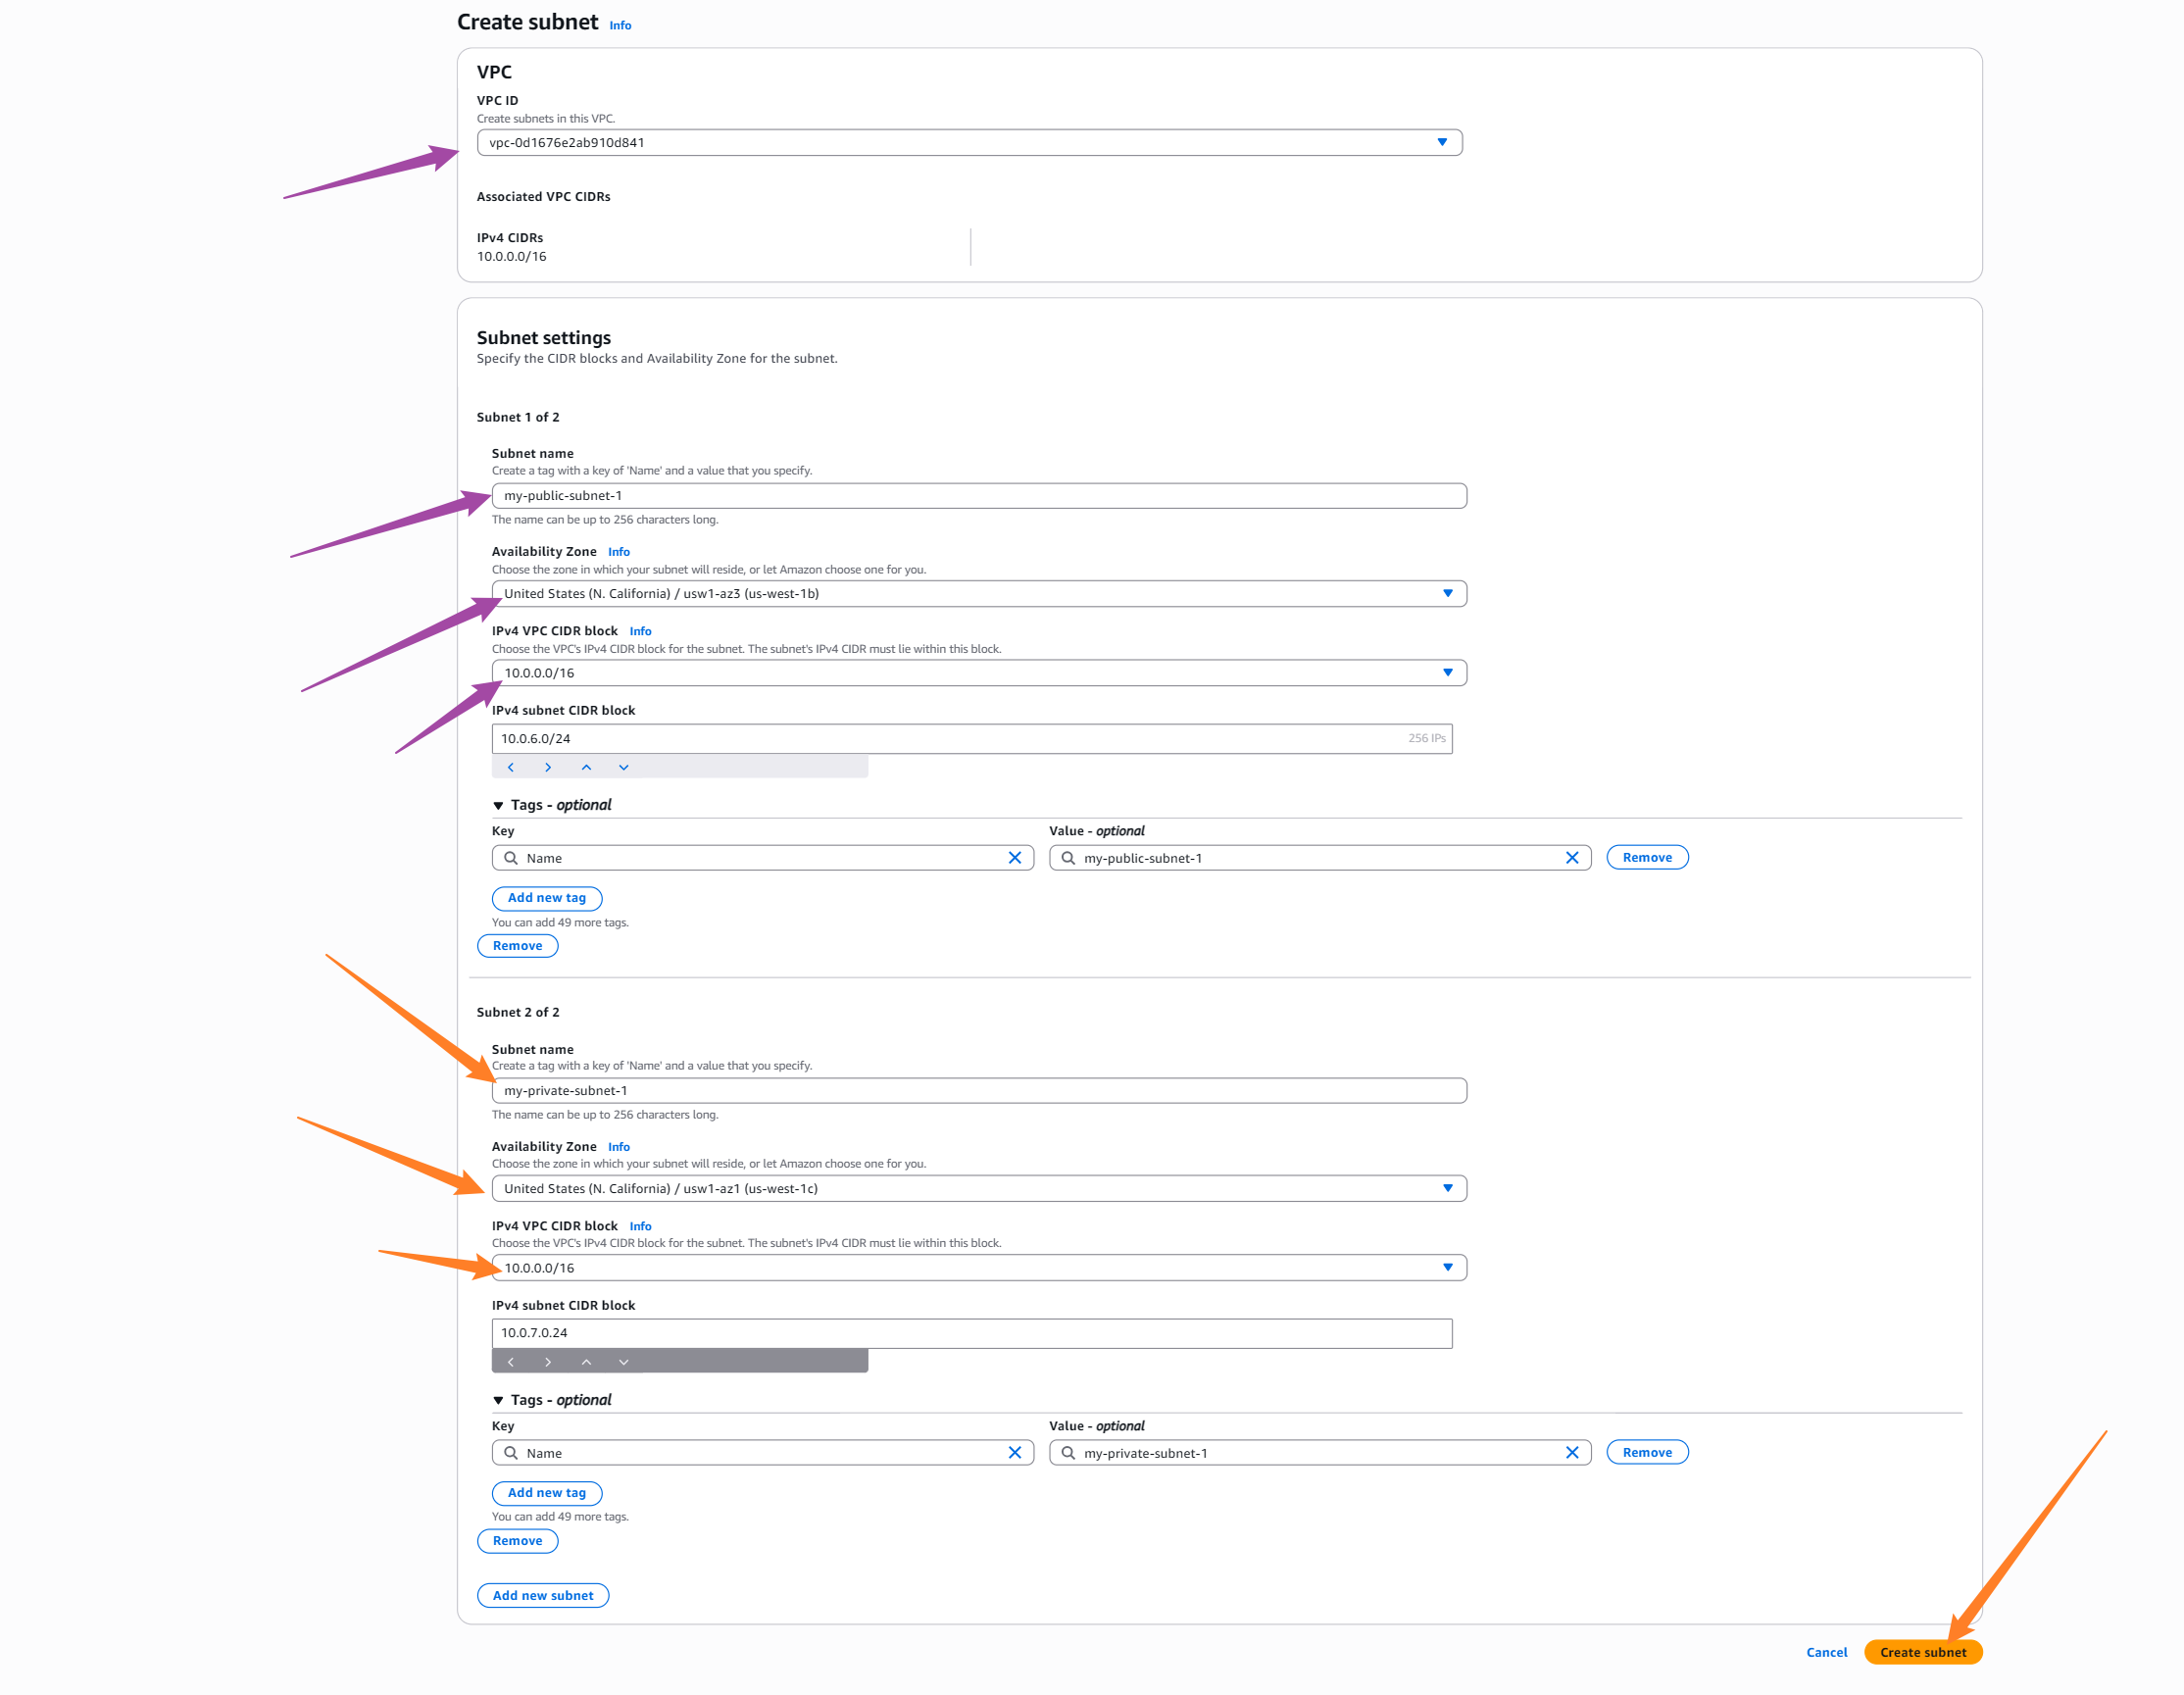 Create subnet Info
VPC
VPC ID
Create subnets in this VPC.
vpc-0d1676e2ab910d841
Associated VPC CIDRs
IPv4 CIDRs
10.0.0.0/16
Subnet settings
Specify the CIDR blocks and Availability Zone for the subnet.
Subnet 1 of 2
Subnet name
Create a tag with a key of 'Name' and a value that you specify.
my-public-subnet-1
The name can be up to 256 characters long.
Availability Zone Info
Choose the zone in which your subnet will reside, or let Amazon choose one for you.
United States (N. California) / usw1-az3 (us-west-1b)
IPv4 VPC CIDR block Info
Choose the VPC's IPv4 CIDR block for the subnet. The subnet's IPv4 CIDR must lie within this block.
10.0.0.0/16
IPv4 subnet CIDR block
10.0.6.0/24 256 IPs
Tags - optional
Key Value - optional
Name my-public-subnet-1 Remove
Add new tag
You can add 49 more tags.
Remove
Subnet 2 of 2
Subnet name
Create a tag with a key of 'Name' and a value that you specify.
my-private-subnet-1
The name can be up to 256 characters long.
Availability Zone Info
Choose the zone in which your subnet will reside, or let Amazon choose one for you.
United States (N. California) / usw1-az1 (us-west-1c)
IPv4 VPC CIDR block Info
Choose the VPC's IPv4 CIDR block for the subnet. The subnet's IPv4 CIDR must lie within this block.
10.0.0.0/16
IPv4 subnet CIDR block
10.0.7.0.24
Tags - optional
Key Value - optional
Name my-private-subnet-1 Remove
Add new tag
You can add 49 more tags.
Remove
Add new subnet
Cancel Create subnet